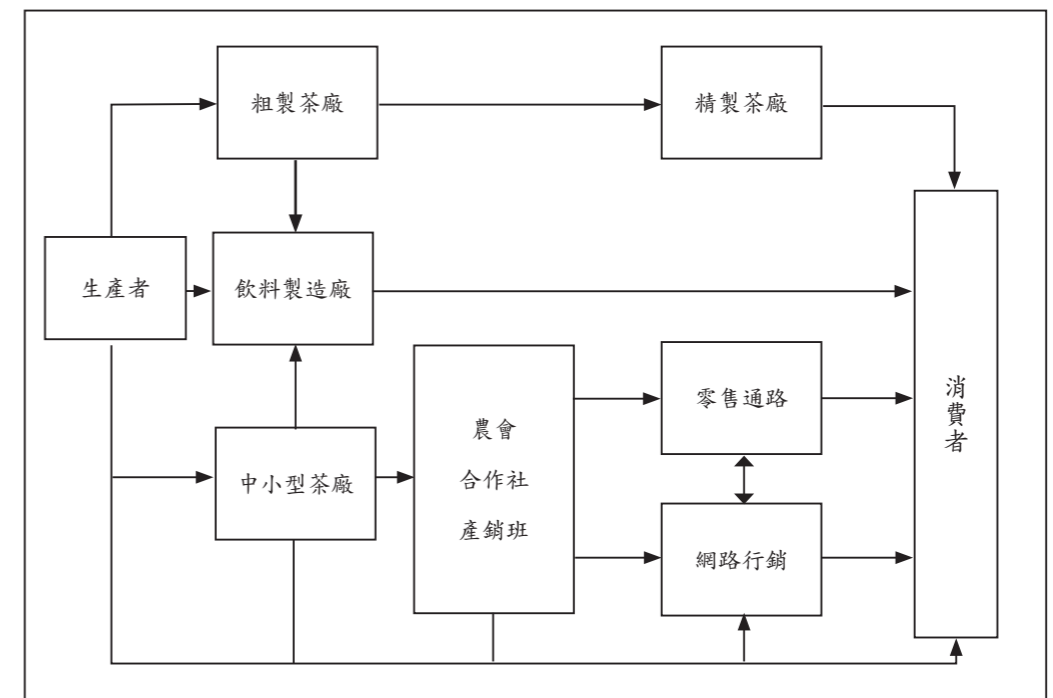 粗製茶廠
精製茶廠
生產者
飲料製造廠
零售通路
消費者
農會
合作社
產銷班
中小型茶廠
網路行銷